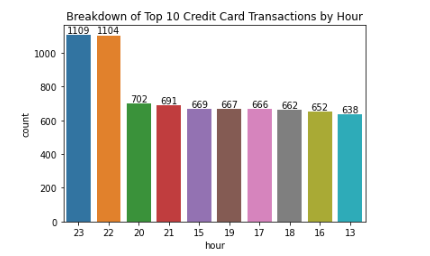 Breakdown of Top 10 Credit Card Transactions by Hour
1109 1104 702 691 669 667 666 662 652 638
1000
800
600
400
200
0
count
23 22 20 21 15 19 17 18 16 13
hour